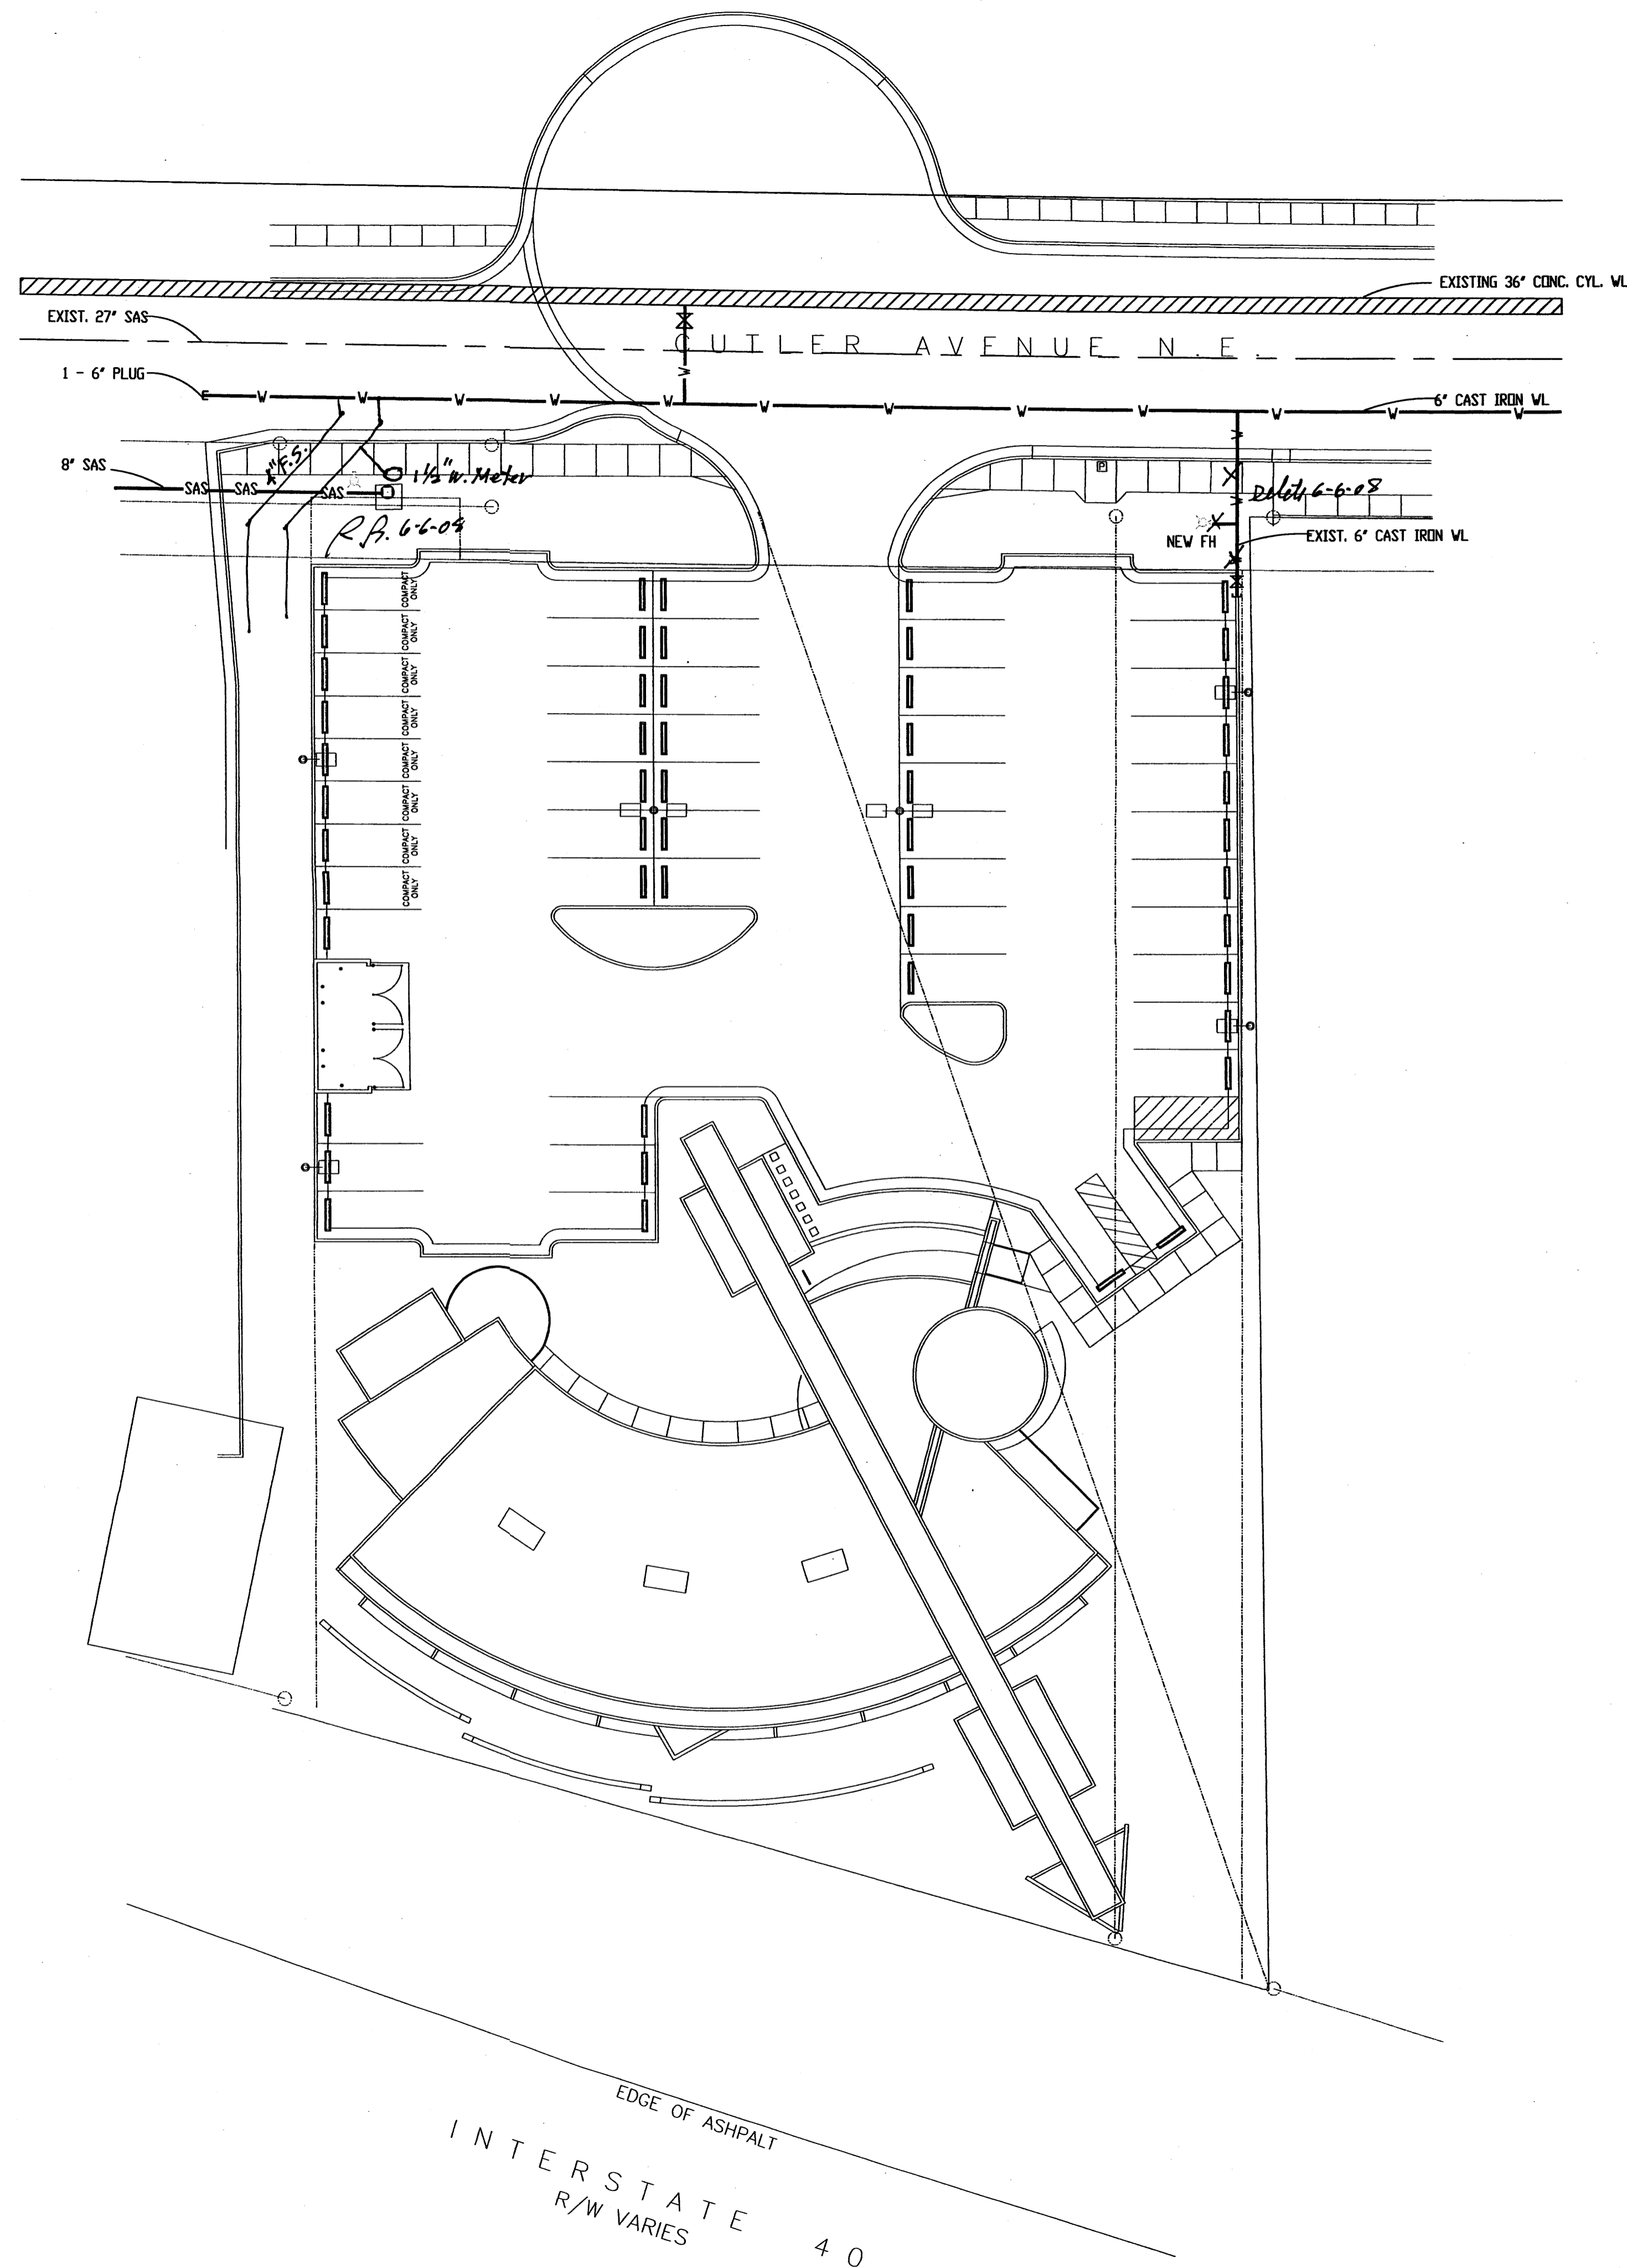 EXISTING 36" CONC. CYL. WL
EXIST. 27" SAS
CUTLER AVENUE N.E.
1 - 6" PLUG
E W W W W W W W W W W W W
W
6" CAST IRON WL
8" SAS
SAS SAS SAS
4" F.S.
1 1/2" W. Meter
P
Delete 6-6-08
W
W
R.R. 6-6-08
NEW FH
EXIST. 6" CAST IRON WL
COMPACT ONLY
COMPACT ONLY
COMPACT ONLY
COMPACT ONLY
COMPACT ONLY
COMPACT ONLY
COMPACT ONLY
COMPACT ONLY
EDGE OF ASHPALT
INTERSTATE 40
R/W VARIES